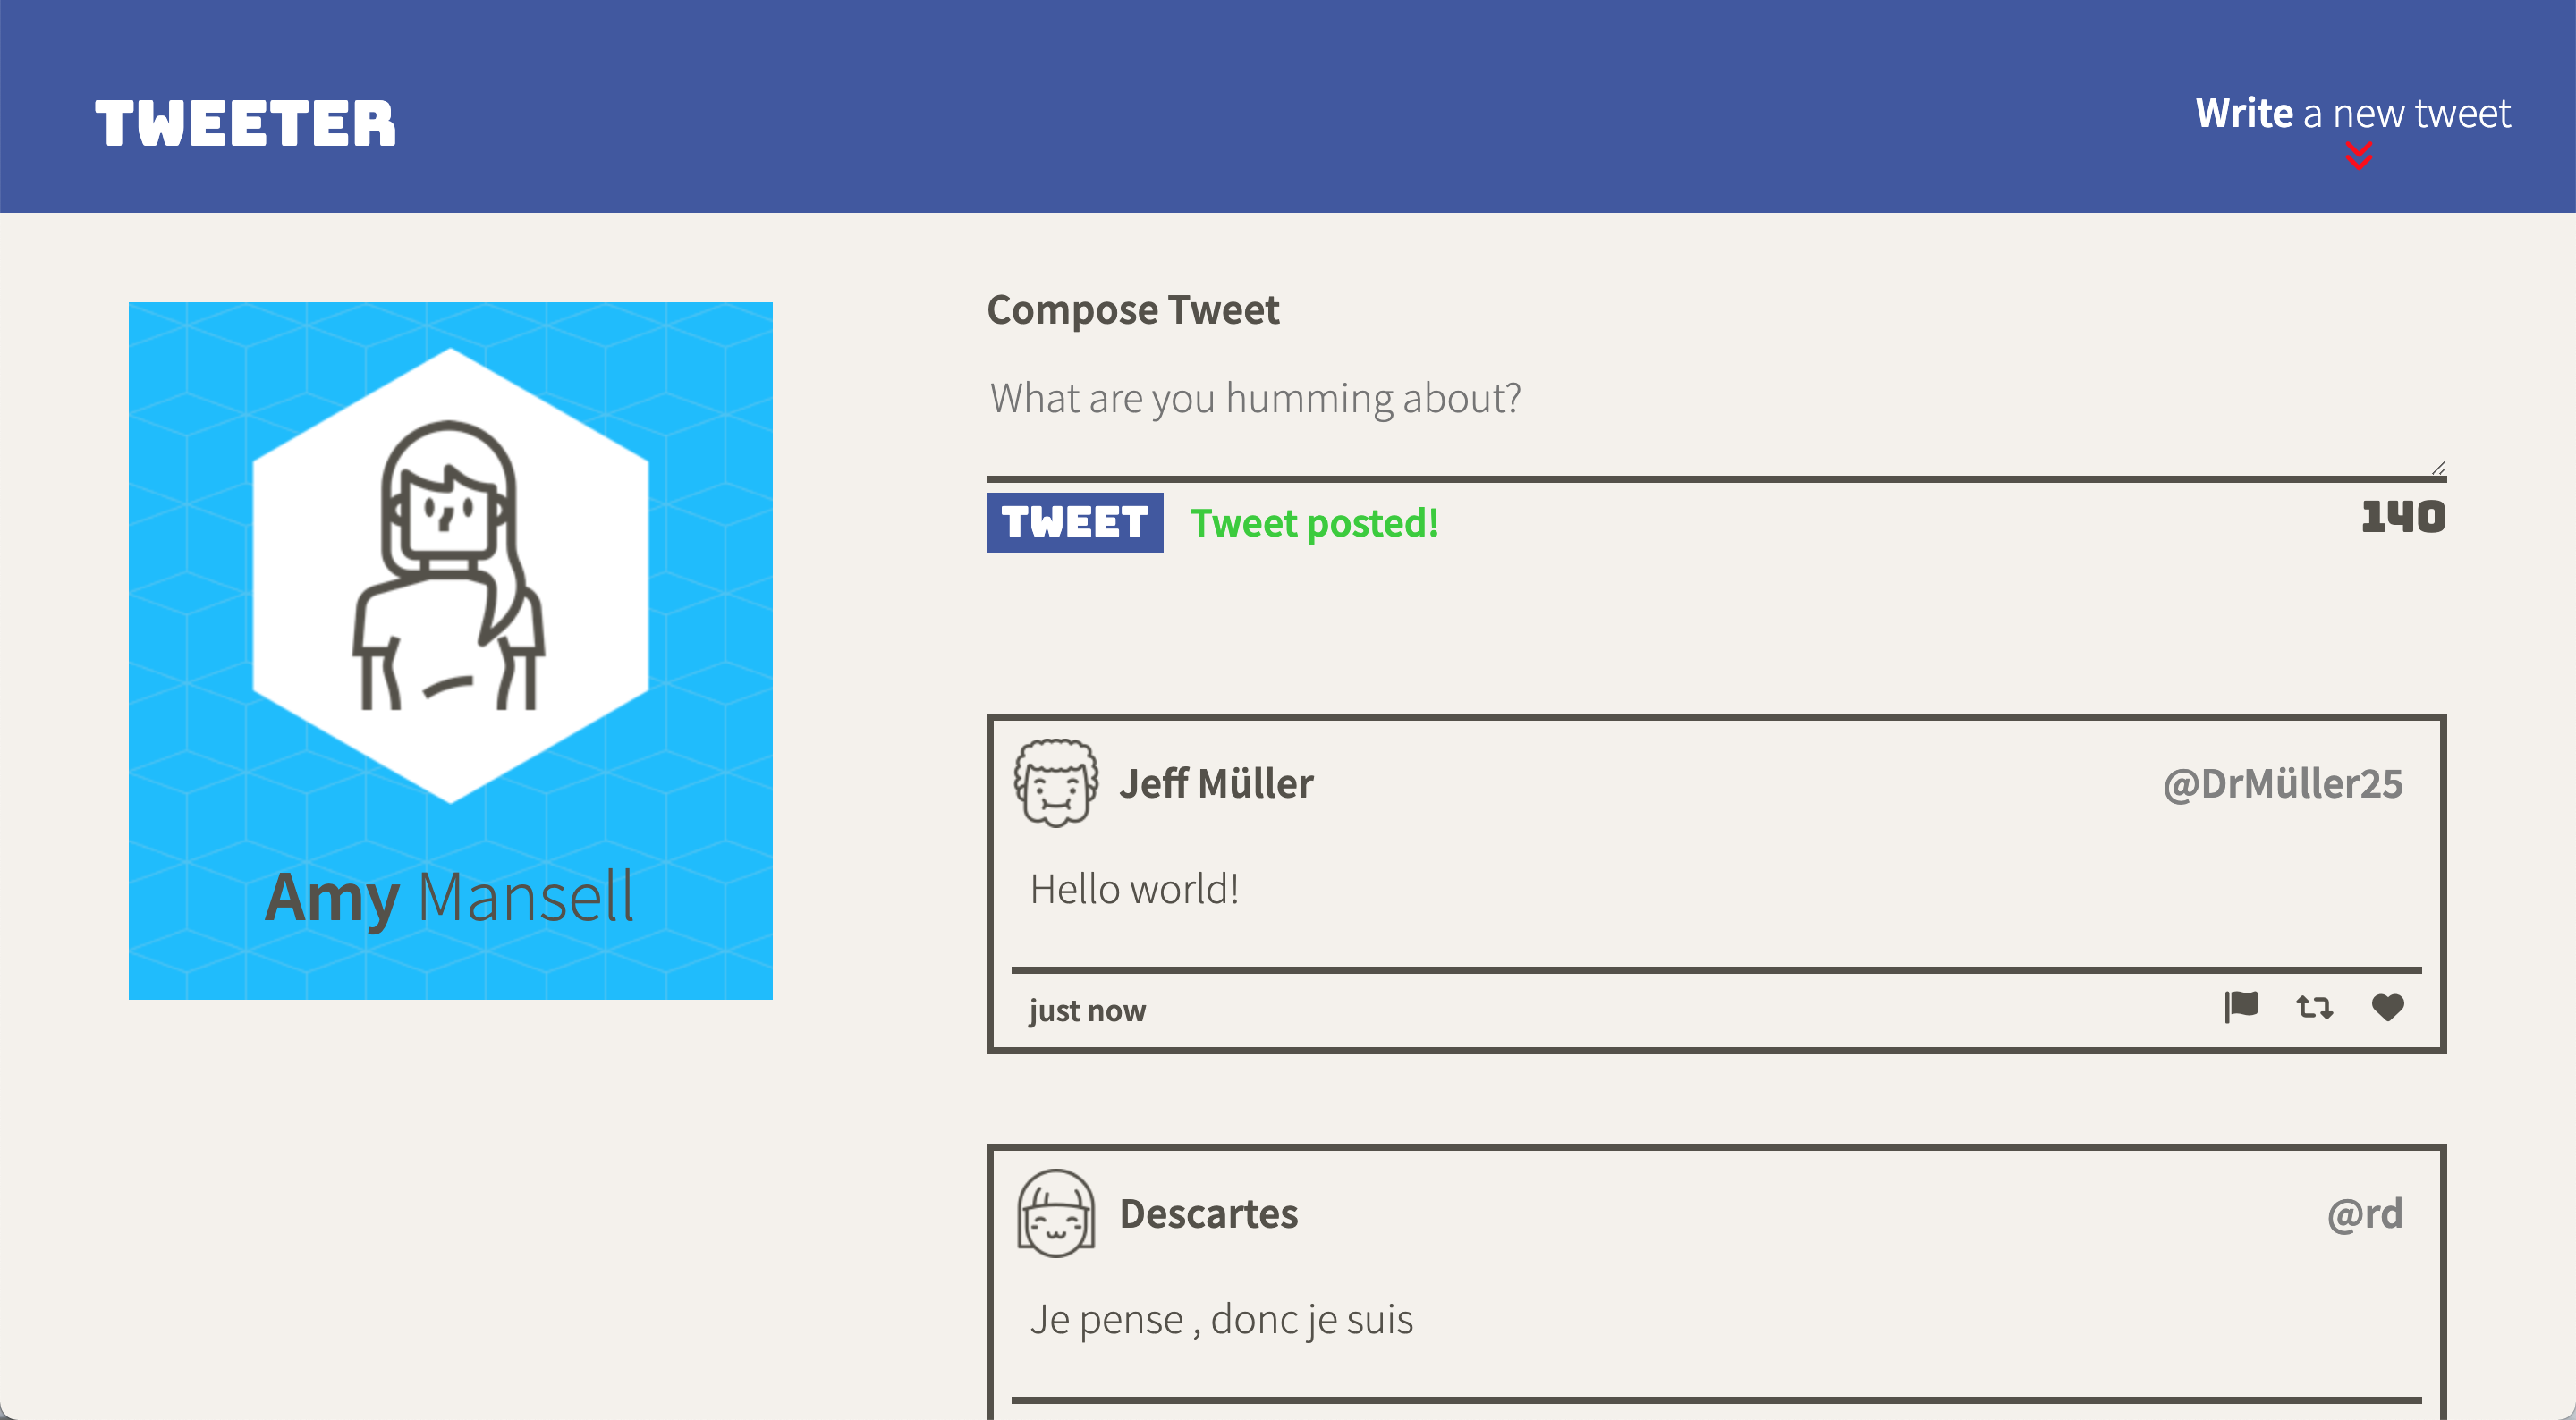 TWEETER
Write a new tweet
Amy Mansell
Compose Tweet
What are you humming about?
TWEET
Tweet posted!
140
Jeff Müller
@DrMüller25
Hello world!
just now
Descartes
@rd
Je pense , donc je suis